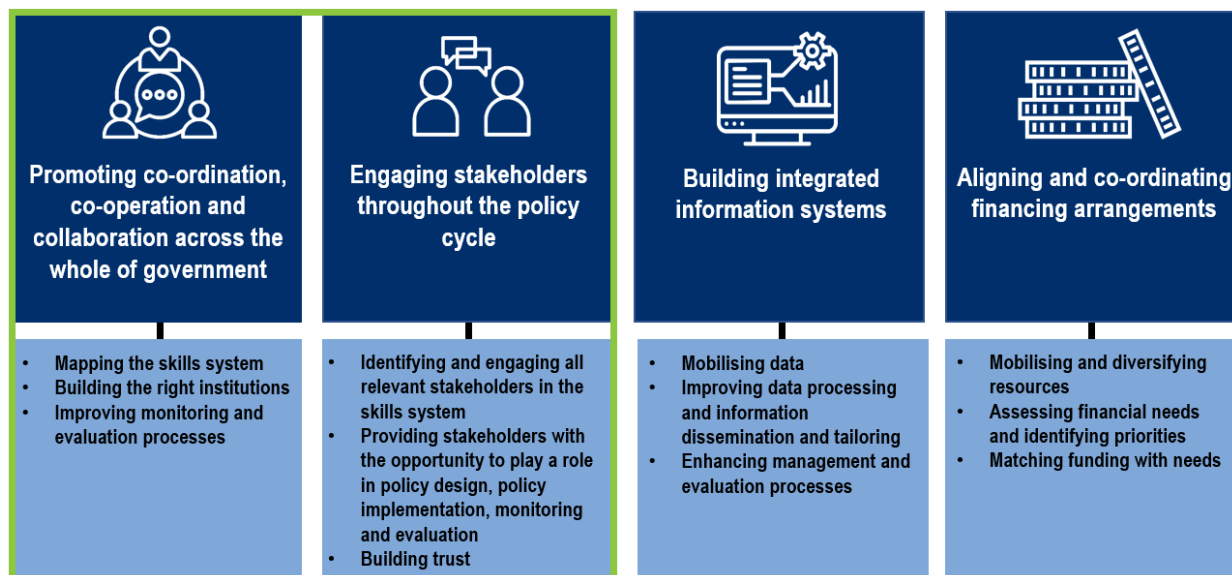 Promoting co-ordination,
co-operation and
collaboration across the
whole of government
Engaging stakeholders
throughout the policy
cycle
Building integrated
information systems
Aligning and co-ordinating
financing arrangements
• Mapping the skills system
• Building the right institutions
• Improving monitoring and
evaluation processes
• Identifying and engaging all
relevant stakeholders in the
skills system
• Providing stakeholders with
the opportunity to play a role
in policy design, policy
implementation, monitoring
and evaluation
• Building trust
• Mobilising data
• Improving data processing
and information
dissemination and tailoring
• Enhancing management and
evaluation processes
• Mobilising and diversifying
resources
• Assessing financial needs
and identifying priorities
• Matching funding with needs